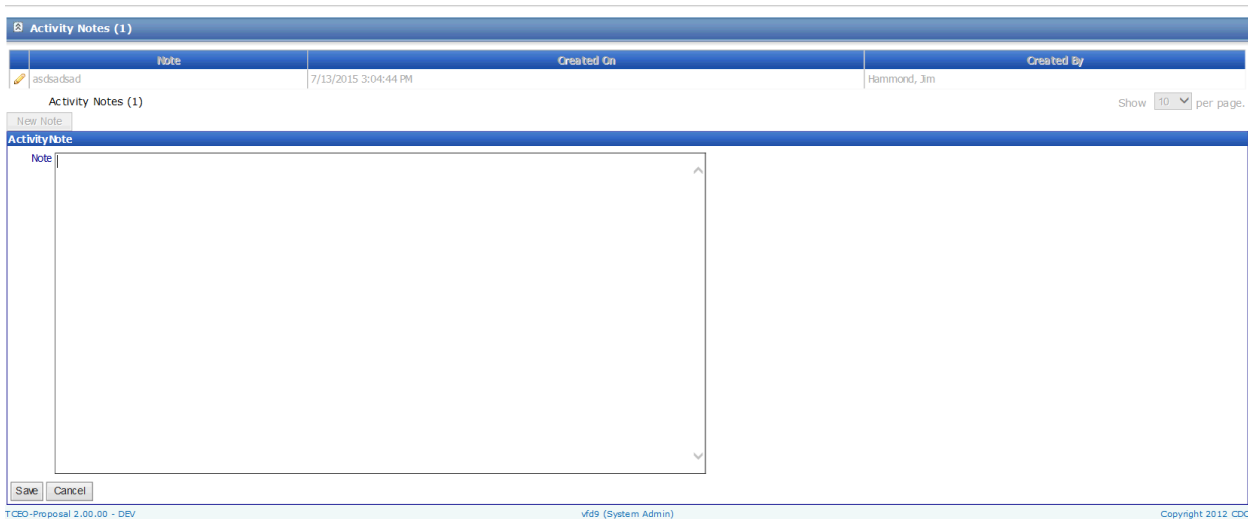 Activity Notes (1)
Note Created On Created By
asdsadsad 7/13/2015 3:04:44 PM Hammond, Jim
Activity Notes (1) Show 10 per page.
New Note
ActivityNote
Note
Save Cancel
TCEO-Proposal 2.00.00 - DEV vfd9 (System Admin) Copyright 2012 CDC